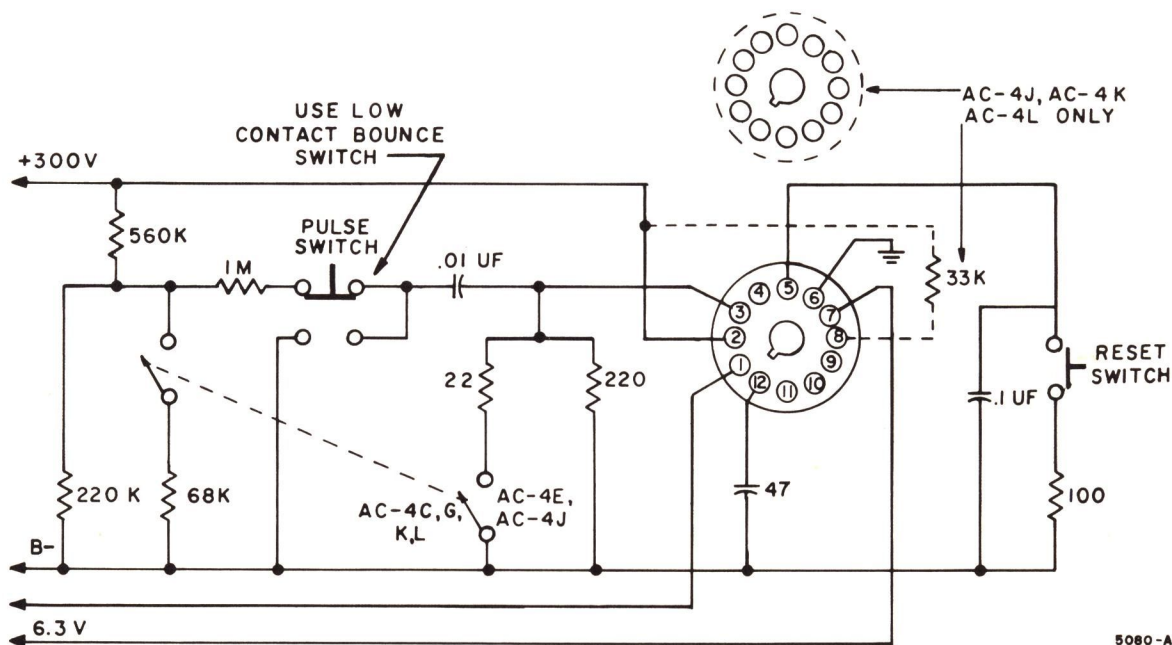 AC-4J, AC-4K
AC-4L ONLY
USE LOW
CONTACT BOUNCE
SWITCH
+300V
560K
PULSE
SWITCH
1M
.01 UF
5
4
6
3
7
33K
2
8
1
9
12
11
10
RESET
SWITCH
22
220
.1 UF
220 K
68K
AC-4C,G,
K,L
AC-4E,
AC-4J
47
100
B-
6.3 V
5080-A